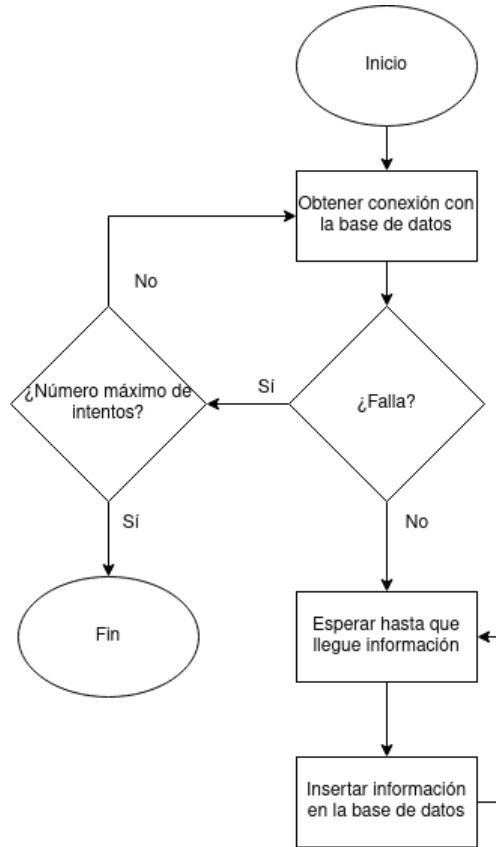 Inicio
Obtener conexión con
la base de datos
No
¿Número máximo de
intentos?
Sí
¿Falla?
Sí
No
Fin
Esperar hasta que
llegue información
Insertar información
en la base de datos